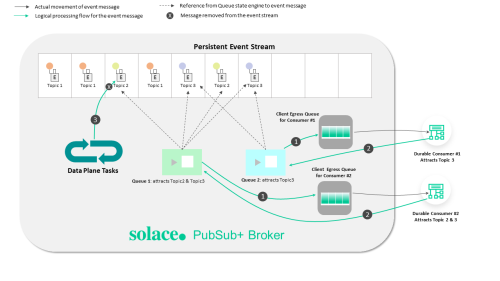 Actual movement of event message
Reference from Queue state engine to event message
Logical processing flow for the event message
X Message removed from the event stream
Persistent Event Stream
E E E E E E E
Topic 1 Topic 1 Topic 2 Topic 1 Topic 3 Topic 2 Topic 3
X
3
Data Plane Tasks
Client Egress Queue
for Consumer #1
1
2
Durable Consumer #1
Attracts Topic 3
Queue 1: attracts Topic2 & Topic3
Queue 2: attracts Topic3
Client Egress Queue
for Consumer #2
1
2
Durable Consumer #2
Attracts Topic 2 & 3
solace. PubSub+ Broker